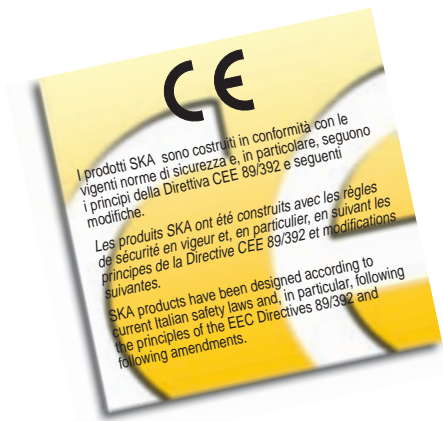 CE
I prodotti SKA sono costruiti in conformità con le
vigenti norme di sicurezza e, in particolare, seguono
i principi della Direttiva CEE 89/392 e seguenti
modifiche.
Les produits SKA ont été construits avec les règles
de sécurité en vigeur et, en particulier, en suivant les
principes de la Directive CEE 89/392 et modifications
suivantes.
SKA products have been designed according to
current Italian safety laws and, in particular, following
the principles of the EEC Directives 89/392 and
following amendments.